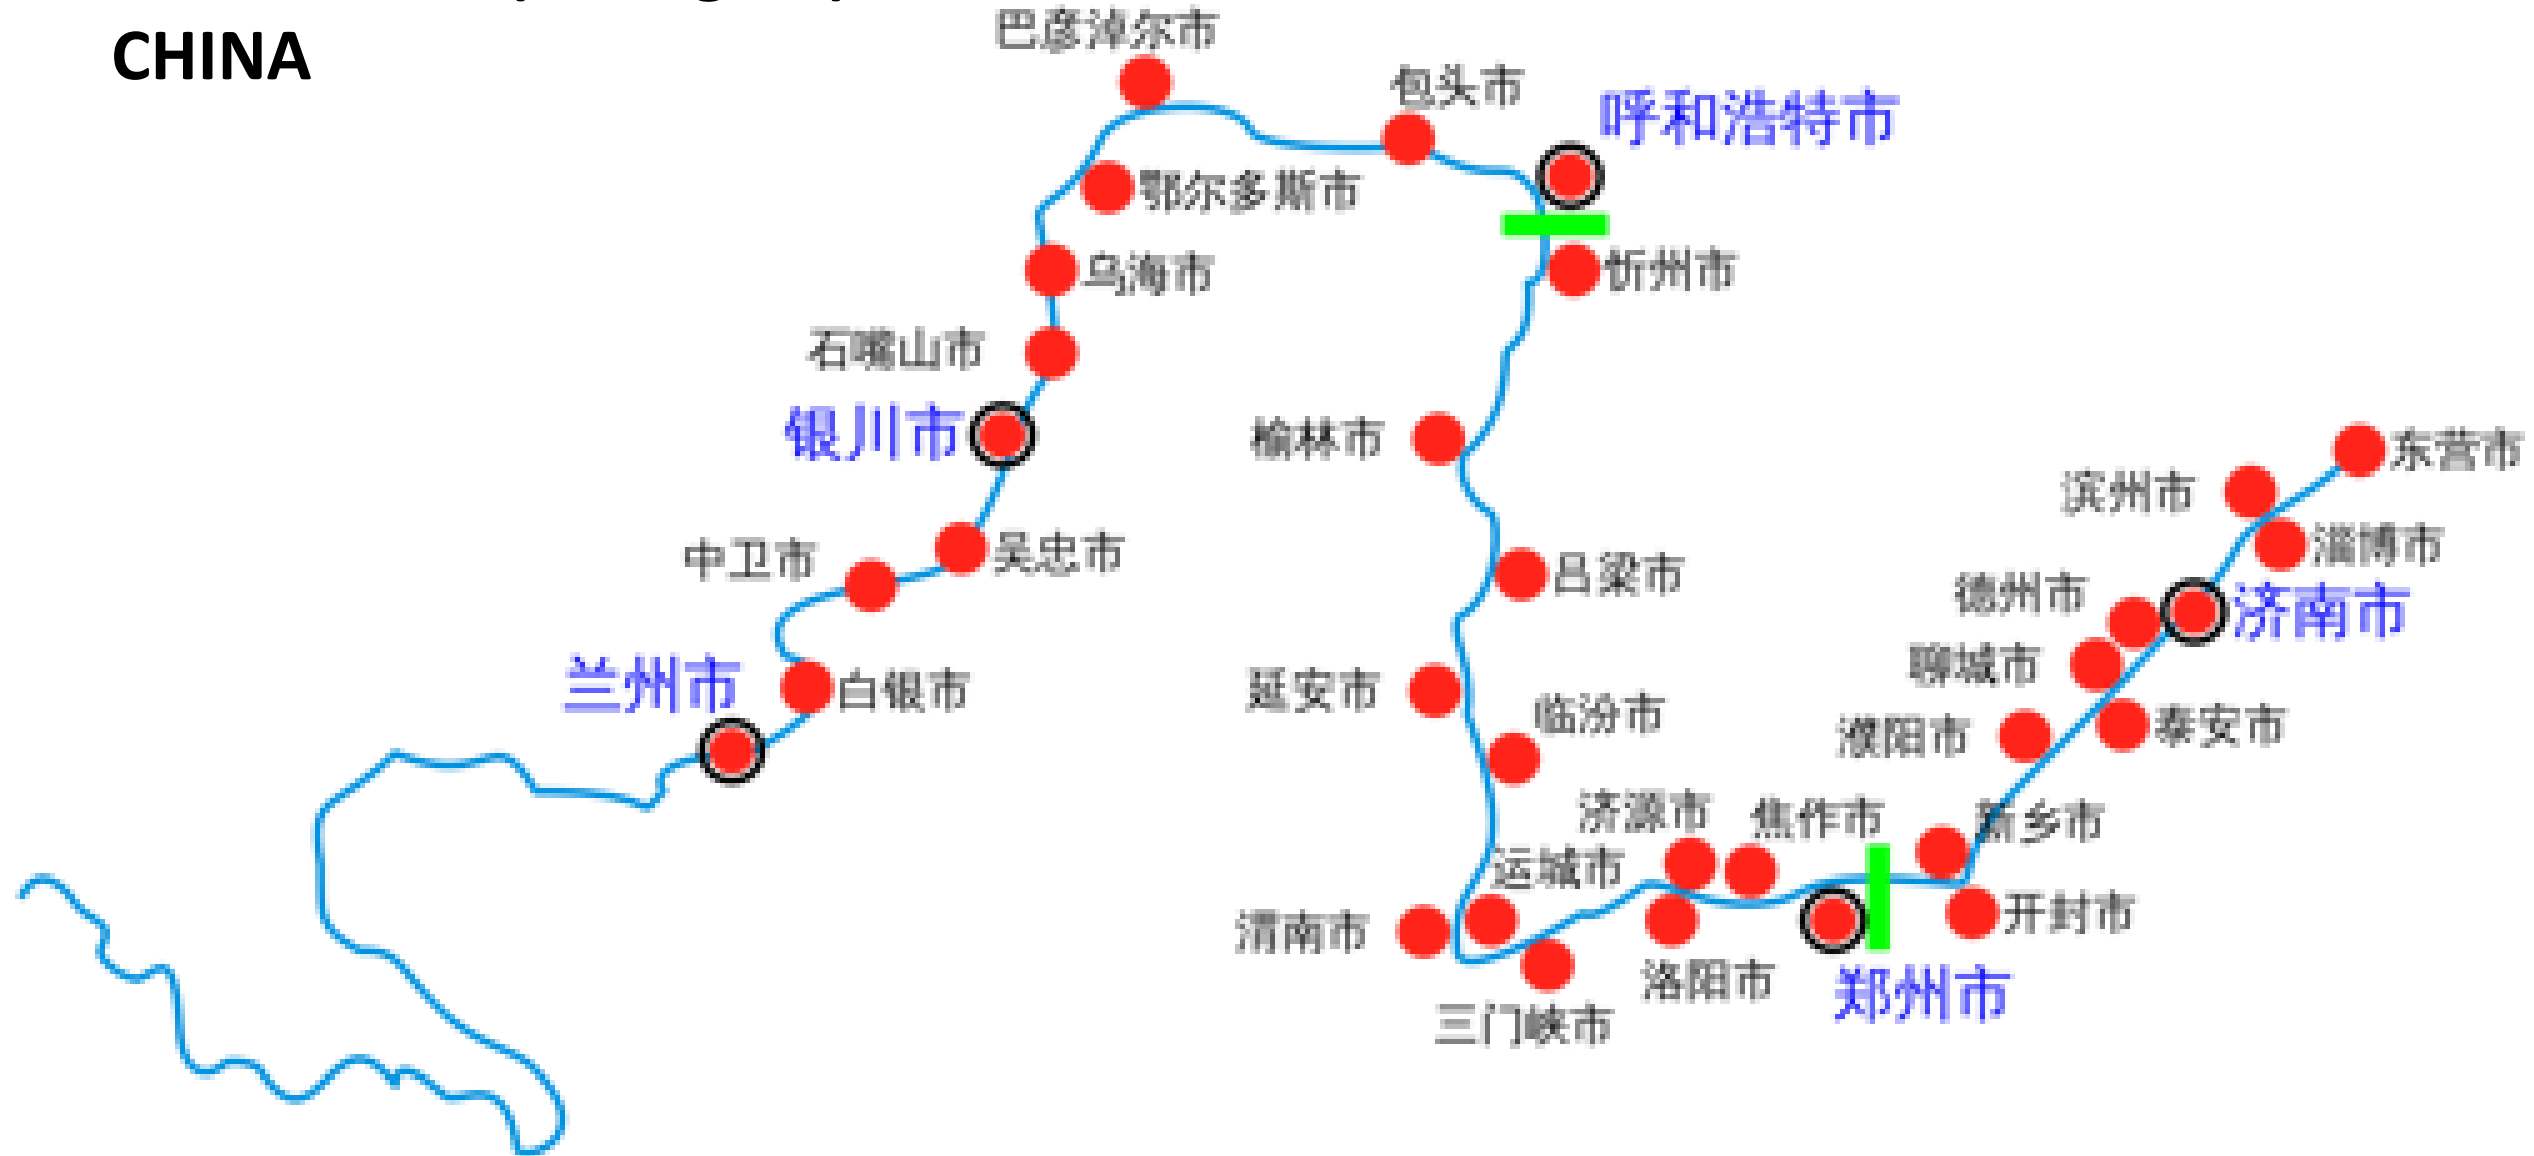 CHINA
巴彦淖尔市
包头市
呼和浩特市
鄂尔多斯市
乌海市
忻州市
石嘴山市
银川市
榆林市
东营市
滨州市
吴忠市
中卫市
淄博市
吕梁市
德州市
济南市
兰州市
白银市
聊城市
延安市
临汾市
濮阳市
泰安市
济源市
焦作市
新乡市
运城市
渭南市
开封市
洛阳市
郑州市
三门峡市